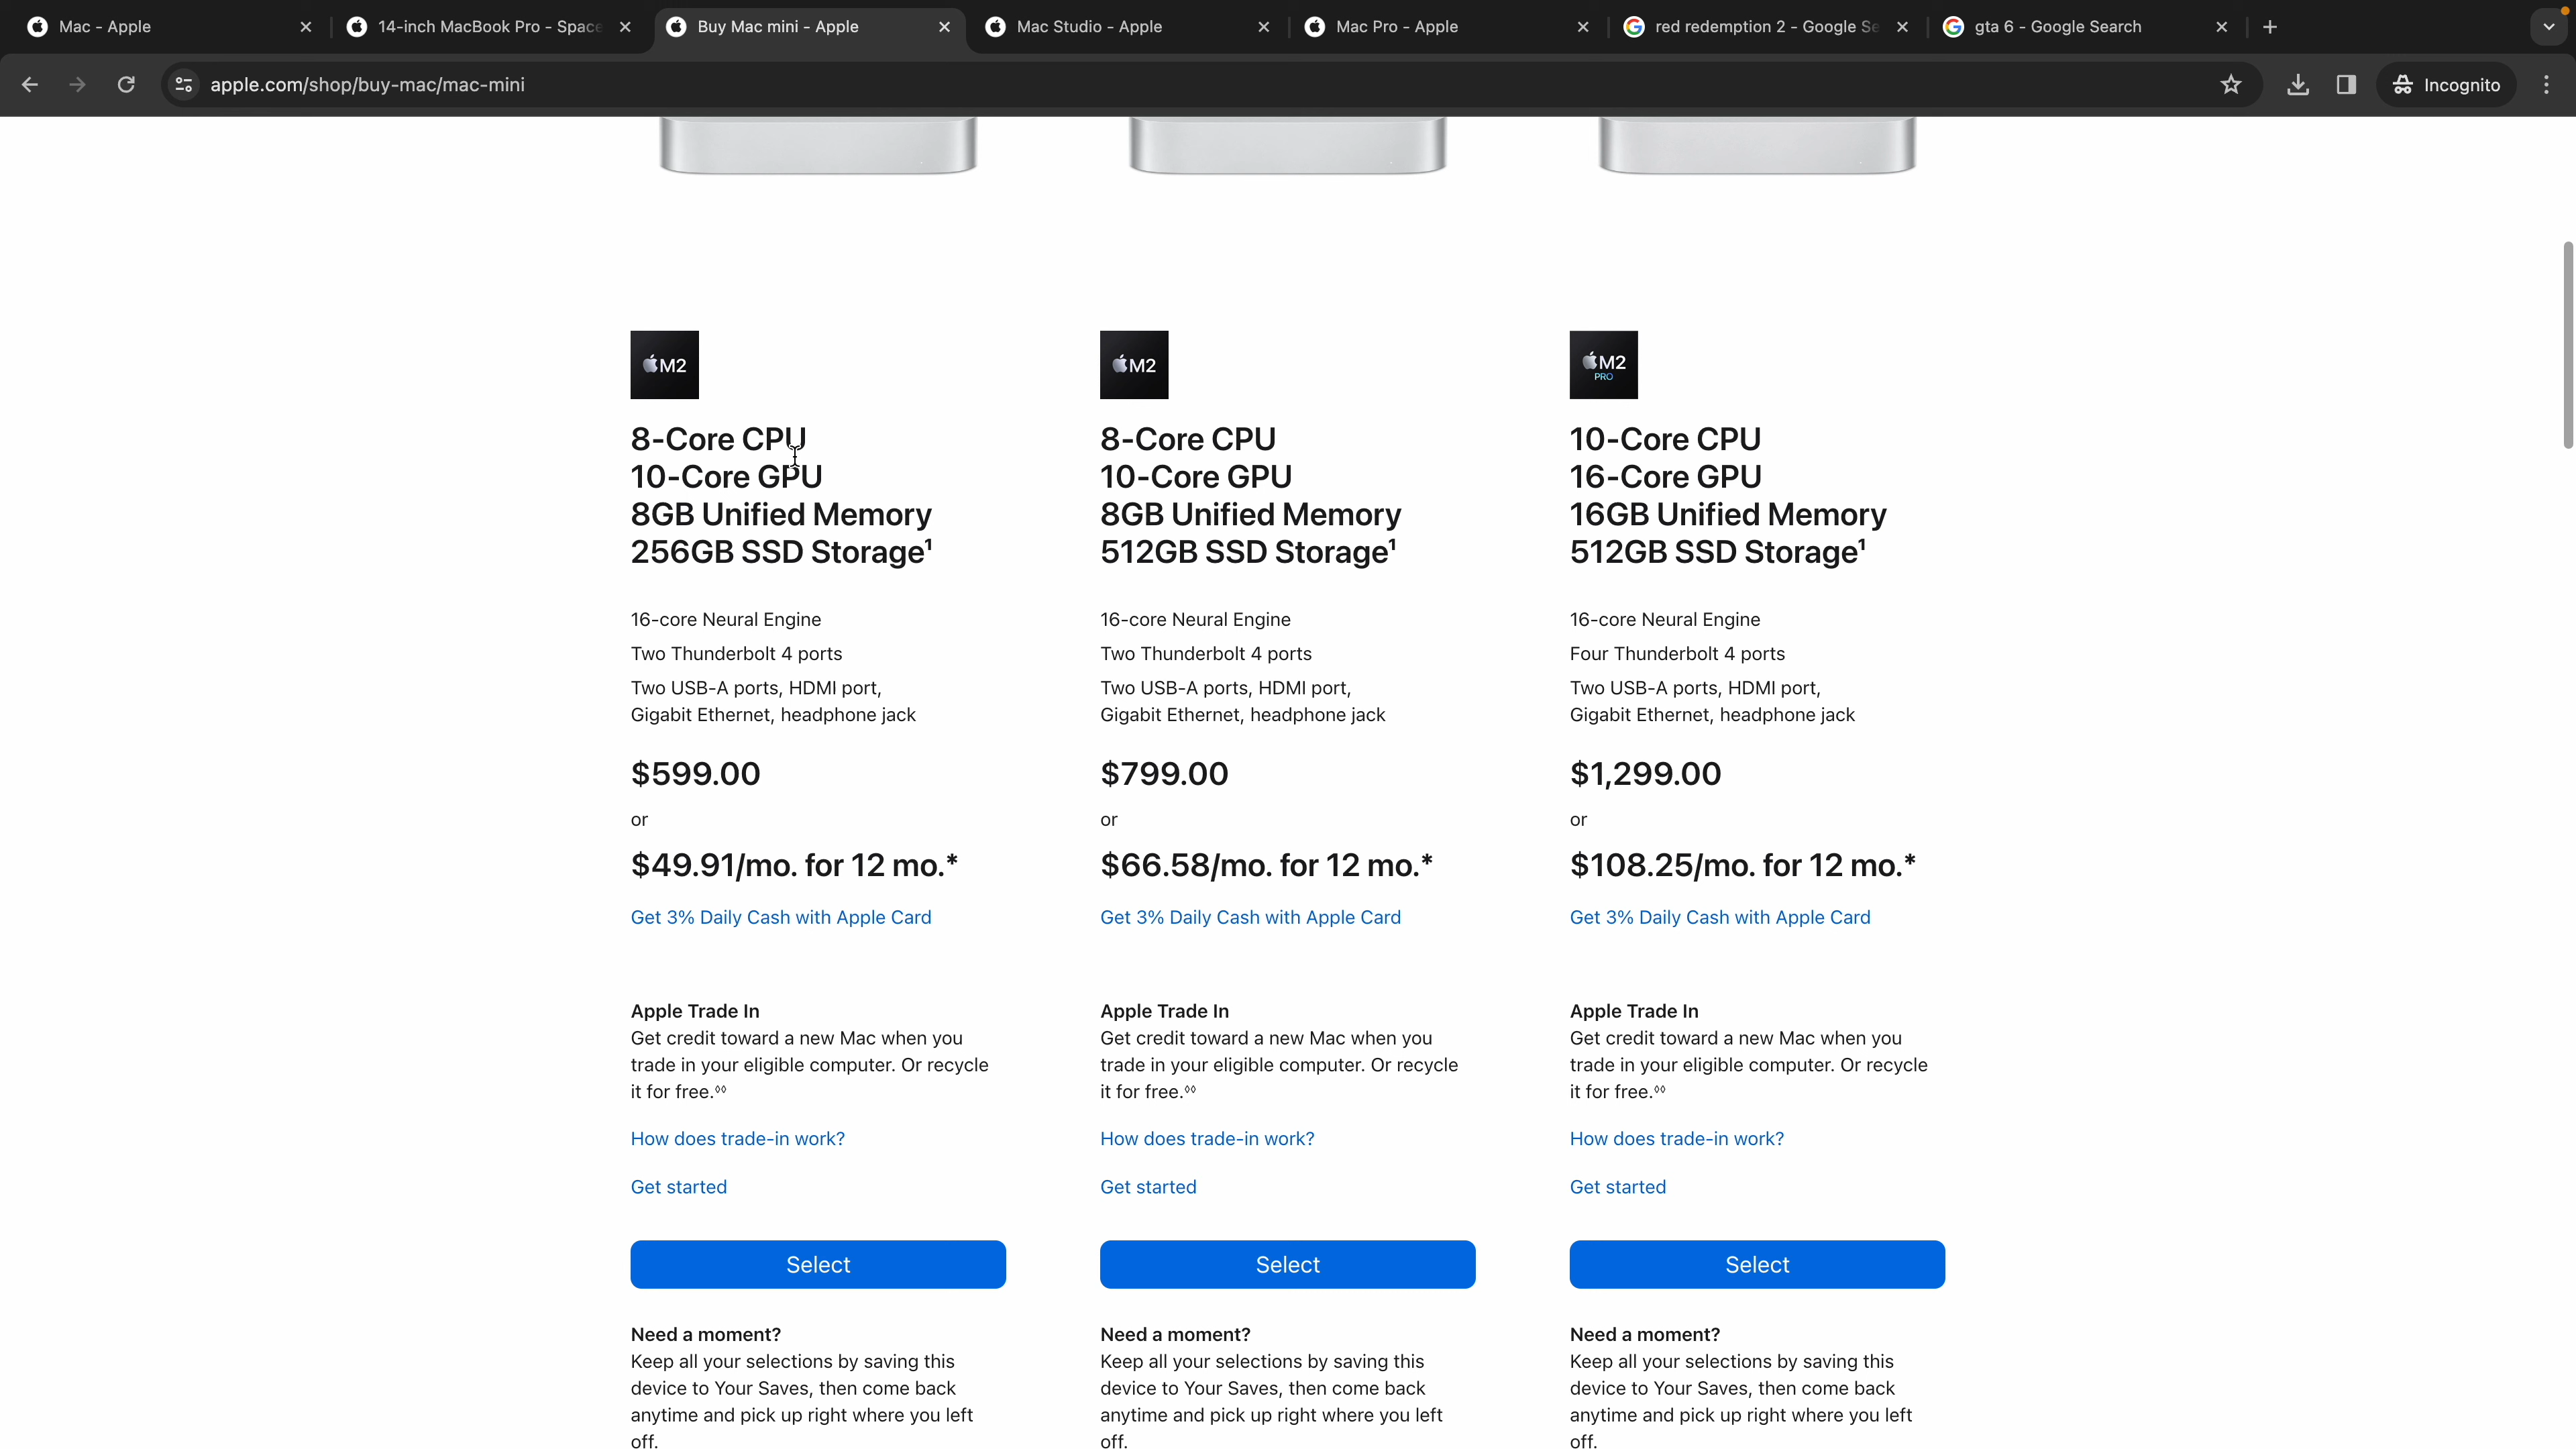 Mac - Apple
14-inch MacBook Pro - Space
Buy Mac mini - Apple
Mac Studio - Apple
Mac Pro - Apple
red redemption 2 - Google Se
gta 6 - Google Search
apple.com/shop/buy-mac/mac-mini
Incognito
M2
8-Core CPU
10-Core GPU
8GB Unified Memory
256GB SSD Storage¹
16-core Neural Engine
Two Thunderbolt 4 ports
Two USB-A ports, HDMI port,
Gigabit Ethernet, headphone jack
$599.00
or
$49.91/mo. for 12 mo.*
Get 3% Daily Cash with Apple Card
Apple Trade In
Get credit toward a new Mac when you
trade in your eligible computer. Or recycle
it for free.◊◊
How does trade-in work?
Get started
Select
Need a moment?
Keep all your selections by saving this
device to Your Saves, then come back
anytime and pick up right where you left
off.
M2
8-Core CPU
10-Core GPU
8GB Unified Memory
512GB SSD Storage¹
16-core Neural Engine
Two Thunderbolt 4 ports
Two USB-A ports, HDMI port,
Gigabit Ethernet, headphone jack
$799.00
or
$66.58/mo. for 12 mo.*
Get 3% Daily Cash with Apple Card
Apple Trade In
Get credit toward a new Mac when you
trade in your eligible computer. Or recycle
it for free.◊◊
How does trade-in work?
Get started
Select
Need a moment?
Keep all your selections by saving this
device to Your Saves, then come back
anytime and pick up right where you left
off.
M2
PRO
10-Core CPU
16-Core GPU
16GB Unified Memory
512GB SSD Storage¹
16-core Neural Engine
Four Thunderbolt 4 ports
Two USB-A ports, HDMI port,
Gigabit Ethernet, headphone jack
$1,299.00
or
$108.25/mo. for 12 mo.*
Get 3% Daily Cash with Apple Card
Apple Trade In
Get credit toward a new Mac when you
trade in your eligible computer. Or recycle
it for free.◊◊
How does trade-in work?
Get started
Select
Need a moment?
Keep all your selections by saving this
device to Your Saves, then come back
anytime and pick up right where you left
off.